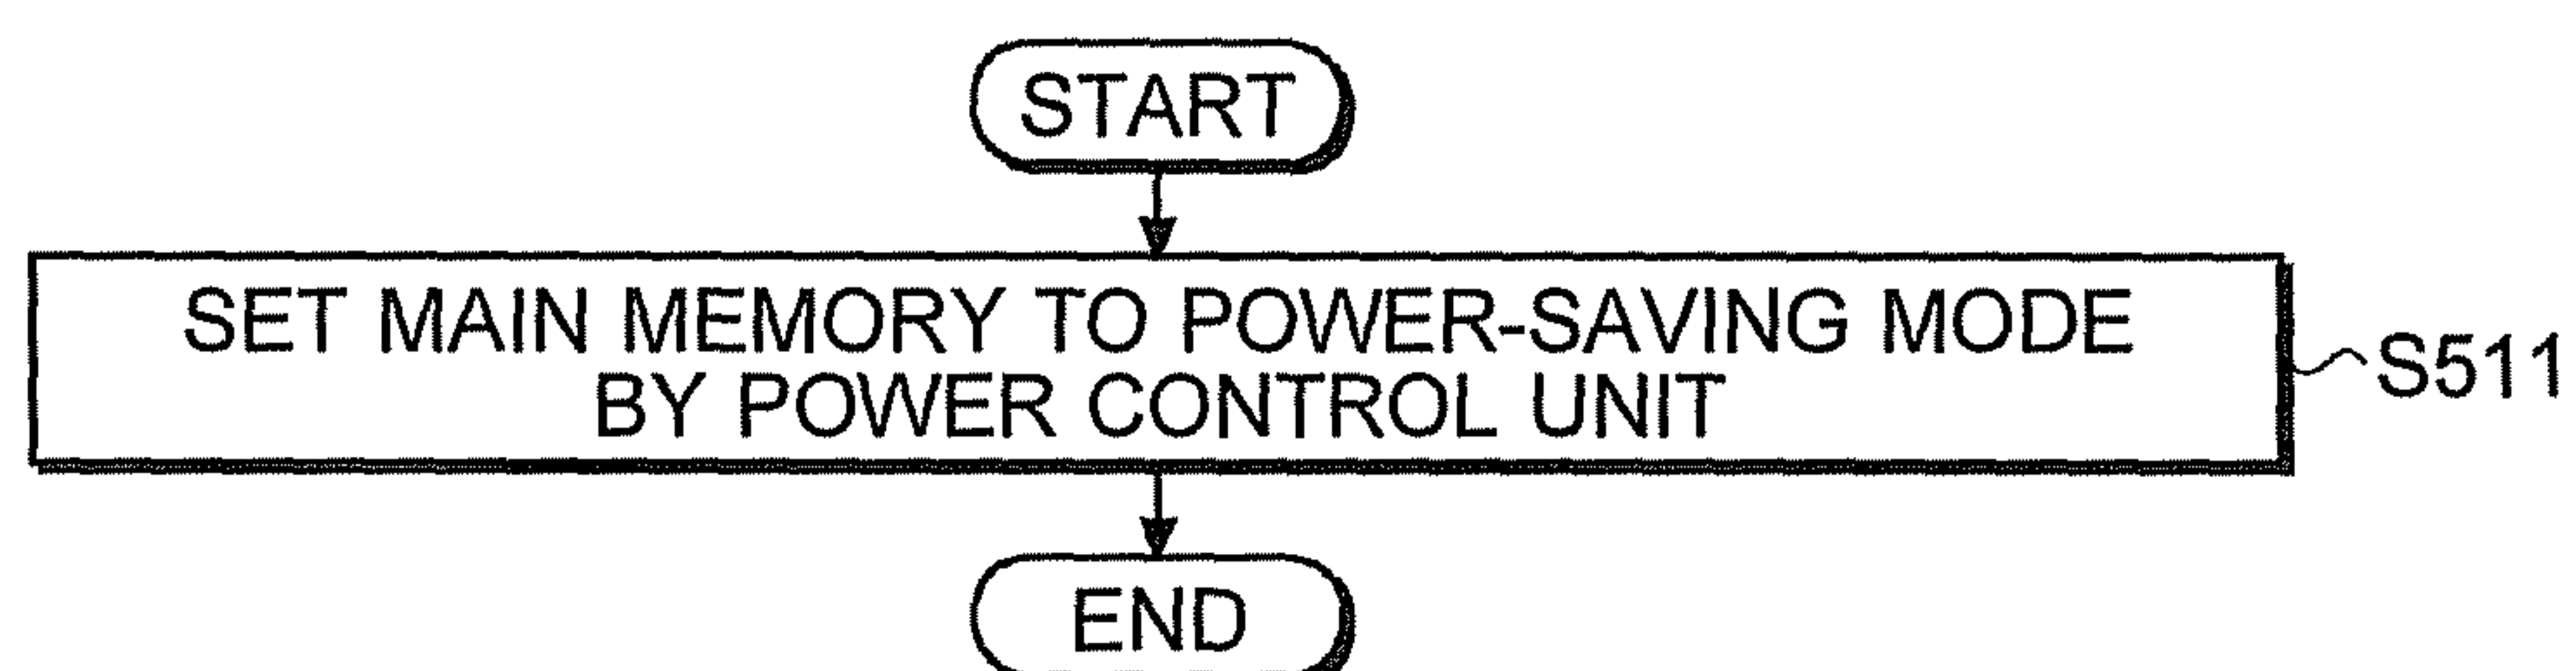 START
SET MAIN MEMORY TO POWER-SAVING MODE
BY POWER CONTROL UNIT
S511
END